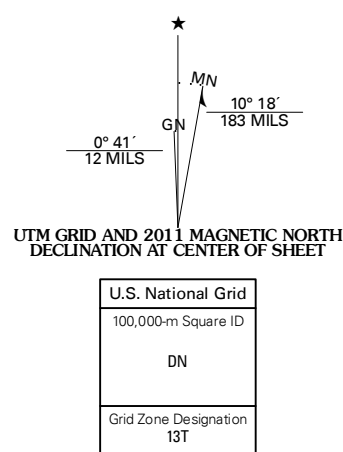 ★
MN
GN
10° 18´
183 MILS
0° 41´
12 MILS
UTM GRID AND 2011 MAGNETIC NORTH
DECLINATION AT CENTER OF SHEET
U.S. National Grid
100,000-m Square ID
DN
Grid Zone Designation
13T